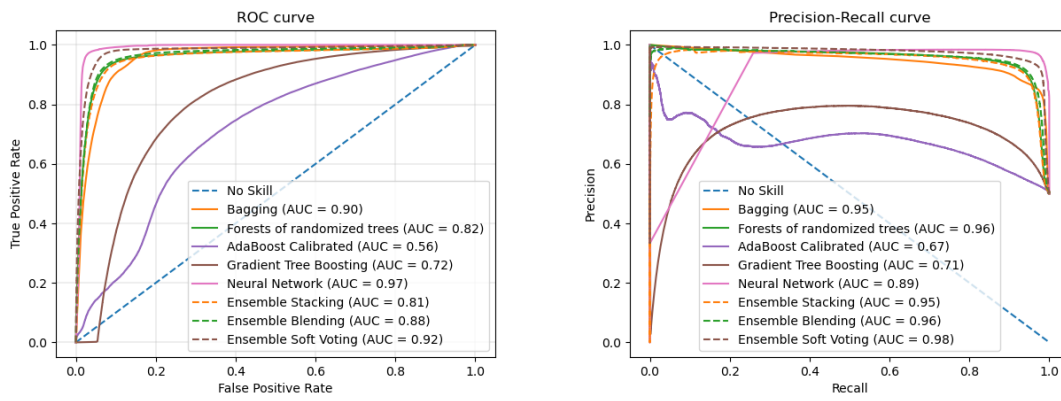 ROC curve
True Positive Rate
1.0
0.8
0.6
0.4
0.2
0.0
No Skill
Bagging (AUC = 0.90)
Forests of randomized trees (AUC = 0.82)
AdaBoost Calibrated (AUC = 0.56)
Gradient Tree Boosting (AUC = 0.72)
Neural Network (AUC = 0.97)
Ensemble Stacking (AUC = 0.81)
Ensemble Blending (AUC = 0.88)
Ensemble Soft Voting (AUC = 0.92)
0.0 0.2 0.4 0.6 0.8 1.0
False Positive Rate
Precision-Recall curve
Precision
1.0
0.8
0.6
0.4
0.2
0.0
No Skill
Bagging (AUC = 0.95)
Forests of randomized trees (AUC = 0.96)
AdaBoost Calibrated (AUC = 0.67)
Gradient Tree Boosting (AUC = 0.71)
Neural Network (AUC = 0.89)
Ensemble Stacking (AUC = 0.95)
Ensemble Blending (AUC = 0.96)
Ensemble Soft Voting (AUC = 0.98)
0.0 0.2 0.4 0.6 0.8 1.0
Recall